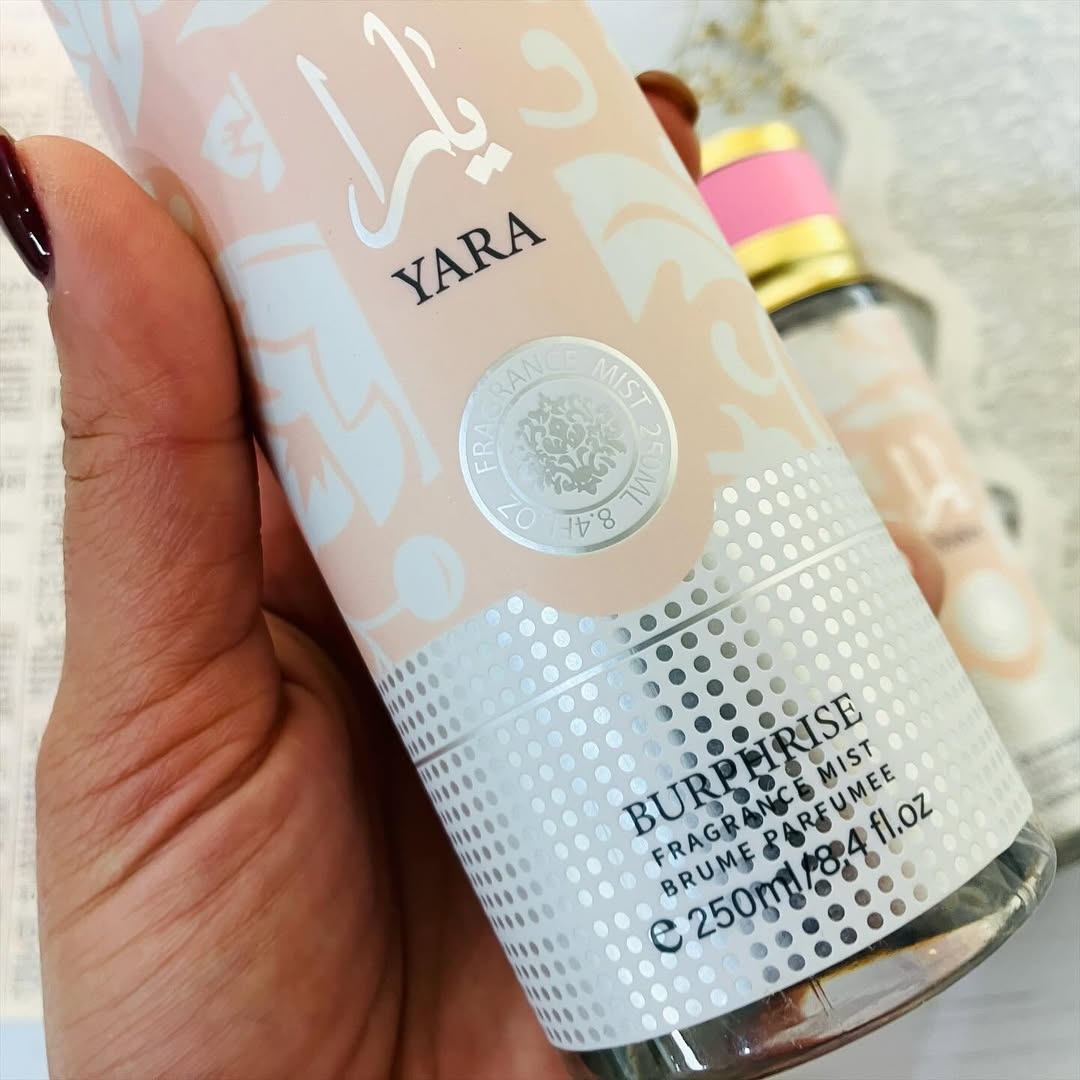 يارا
YARA
FRAGRANCE MIST 250ML 8.4FL OZ
BURPHRISE
FRAGRANCE MIST
BRUME PARFUMEE
e 250ml/8.4 fl.oz